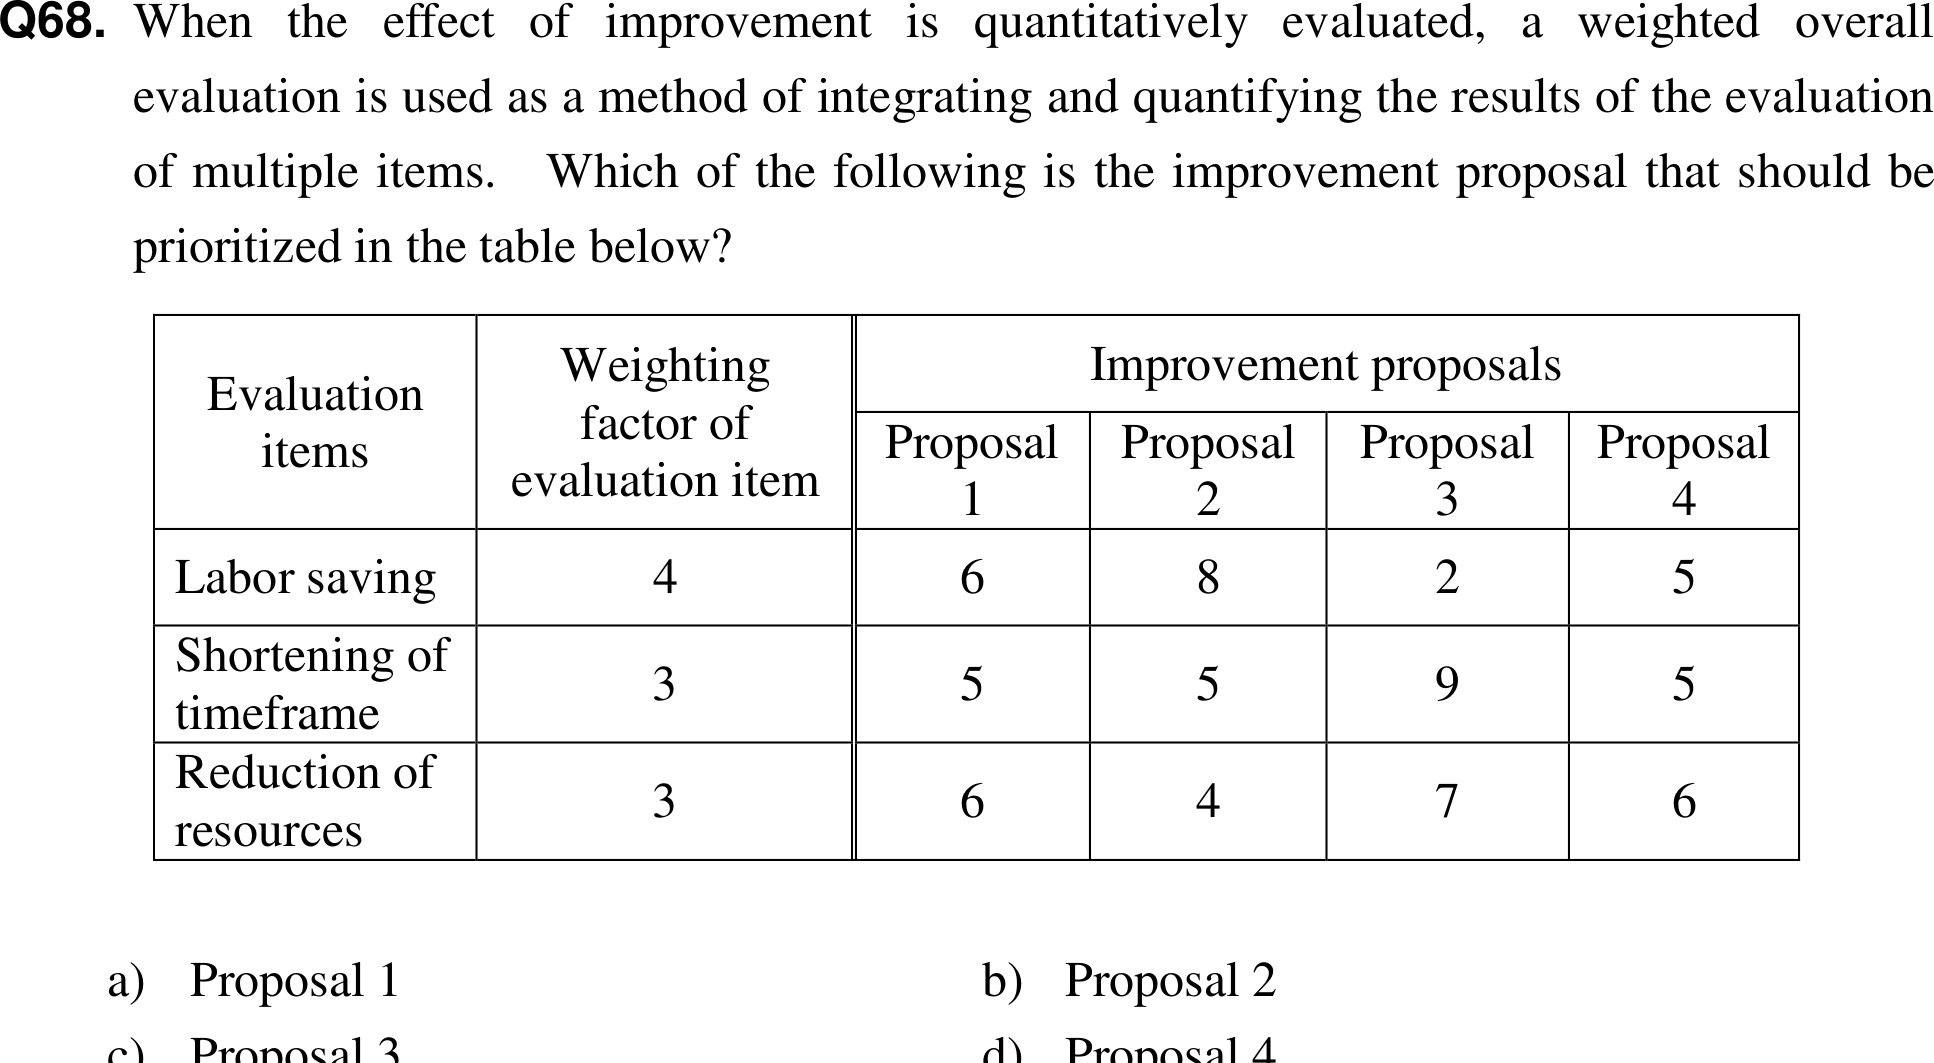 Q68. When the effect of improvement is quantitatively evaluated, a weighted overall
evaluation is used as a method of integrating and quantifying the results of the evaluation
of multiple items. Which of the following is the improvement proposal that should be
prioritized in the table below?
Evaluation items
Weighting factor of evaluation item
Improvement proposals
Proposal 1
Proposal 2
Proposal 3
Proposal 4
Labor saving 4 6 8 2 5
Shortening of timeframe 3 5 5 9 5
Reduction of resources 3 6 4 7 6
a) Proposal 1 b) Proposal 2
c) Proposal 3 d) Proposal 4